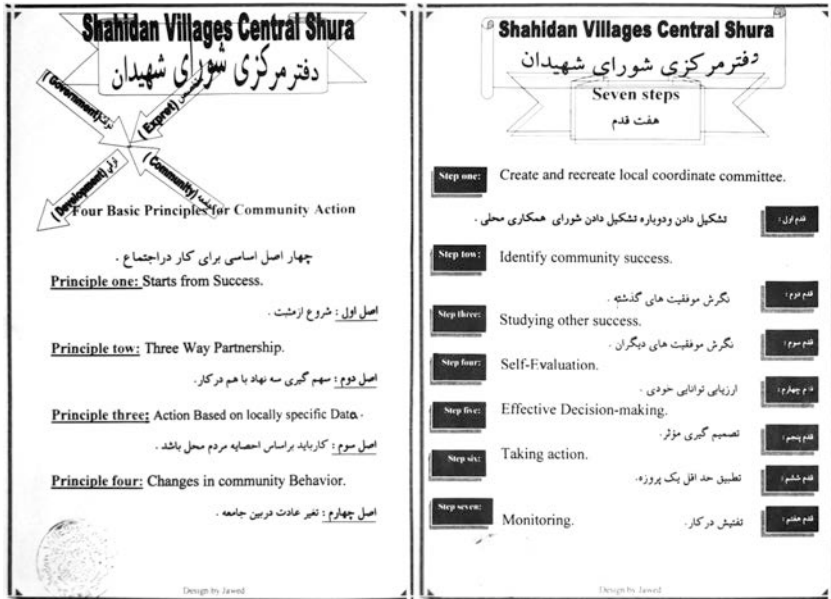 Shahidan Villages Central Shura
دفتر مرکزی شورای شهیدان
(Government)
(Expret)
(Community) جامعه
(Development) ترقی
Four Basic Principles for Community Action
چهار اصل اساسی برای کار دراجتماع .
Principle one: Starts from Success.
اصل اول : شروع ازمثبت .
Principle tow: Three Way Partnership.
اصل دوم : سهم گیری سه نهاد با هم درکار.
Principle three: Action Based on locally specific Data.
اصل سوم : کارباید براساس احصایه مردم محل باشد .
Principle four: Changes in community Behavior.
اصل چهارم : تغیر عادت دربین جامعه .
Design by Jawed
Shahidan Villages Central Shura
دفتر مرکزی شورای شهیدان
Seven steps
هفت قدم
Step one: Create and recreate local coordinate committee.
قدم اول : تشکیل دادن ودوباره تشکیل دادن شورای همکاری محلی .
Step tow: Identify community success.
قدم دوم : نگرش موفقیت های گذشته .
Step three: Studying other success.
قدم سوم : نگرش موفقیت های دیگران .
Step four: Self-Evaluation.
قدم چهارم : ارزیابی توانایی خودی .
Step five: Effective Decision-making.
قدم پنجم : تصمیم گیری مؤثر.
Step six: Taking action.
قدم ششم : تطبیق حد اقل یک پروزه.
Step seven: Monitoring.
قدم هفتم : تفتیش درکار.
Design by Jawed